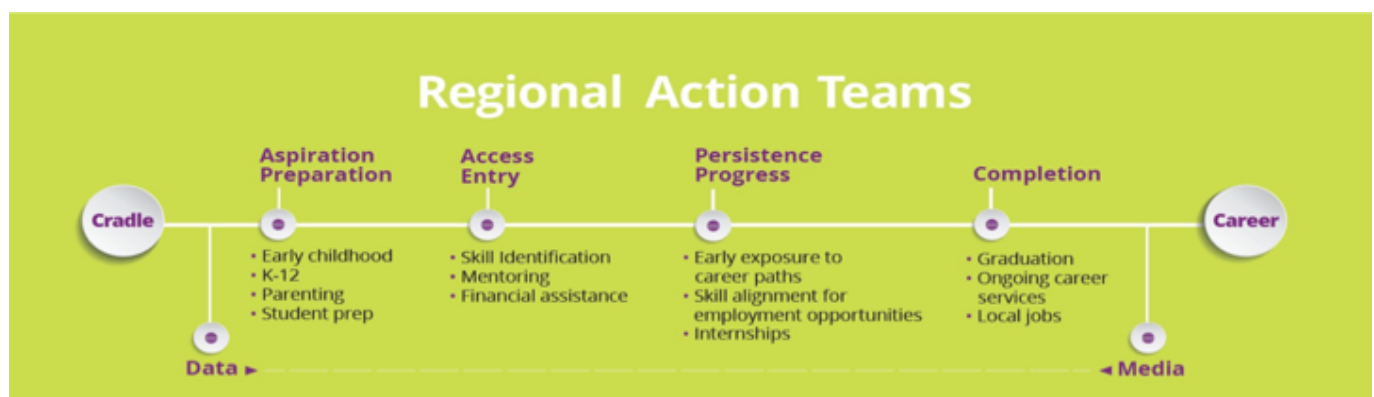 Regional Action Teams
Cradle
Aspiration
Preparation
• Early childhood
• K-12
• Parenting
• Student prep
Access
Entry
• Skill Identification
• Mentoring
• Financial assistance
Persistence
Progress
• Early exposure to
career paths
• Skill alignment for
employment opportunities
• Internships
Completion
• Graduation
• Ongoing career
services
• Local jobs
Career
Data
Media